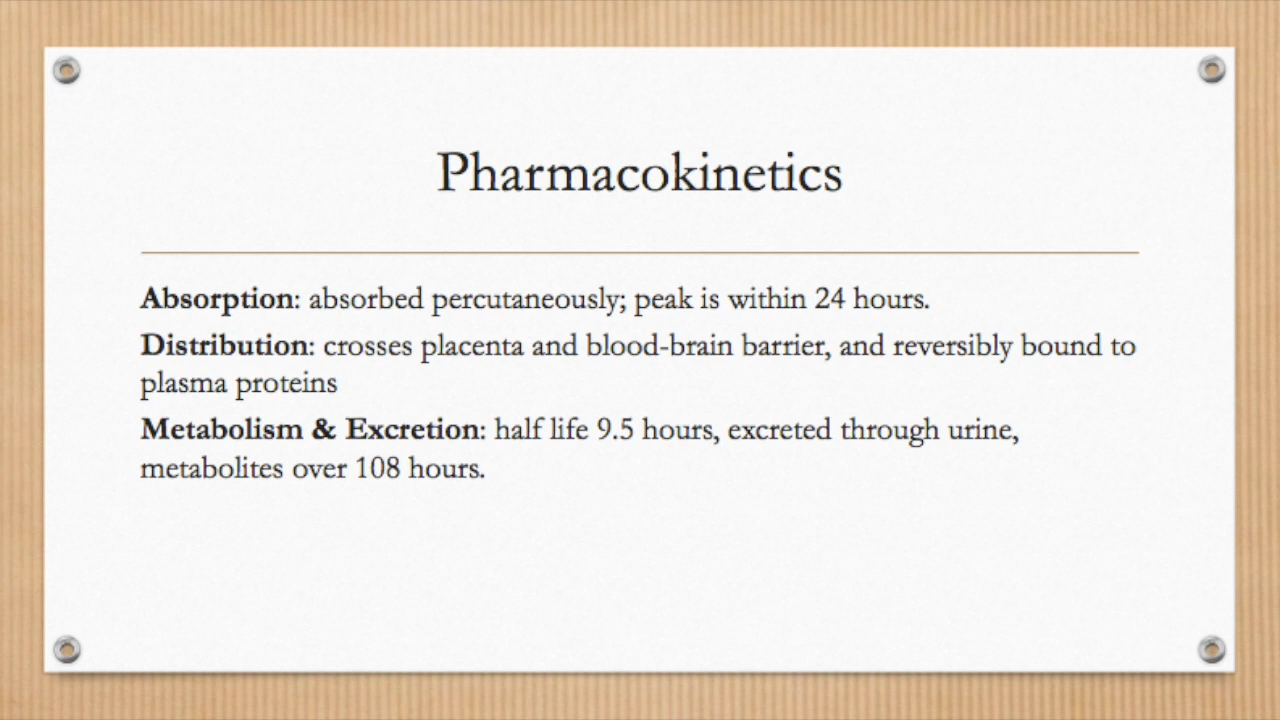 Pharmacokinetics
Absorption: absorbed percutaneously; peak is within 24 hours.
Distribution: crosses placenta and blood-brain barrier, and reversibly bound to
plasma proteins
Metabolism & Excretion: half life 9.5 hours, excreted through urine,
metabolites over 108 hours.